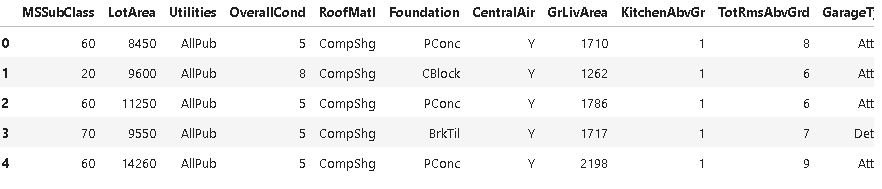 MSSubClass LotArea Utilities OverallCond RoofMatl Foundation CentralAir GrLivArea KitchenAbvGr TotRmsAbvGrd GarageTy
0 60 8450 AllPub 5 CompShg PConc Y 1710 1 8 Att
1 20 9600 AllPub 8 CompShg CBlock Y 1262 1 6 Att
2 60 11250 AllPub 5 CompShg PConc Y 1786 1 6 Att
3 70 9550 AllPub 5 CompShg BrkTil Y 1717 1 7 Det
4 60 14260 AllPub 5 CompShg PConc Y 2198 1 9 Att